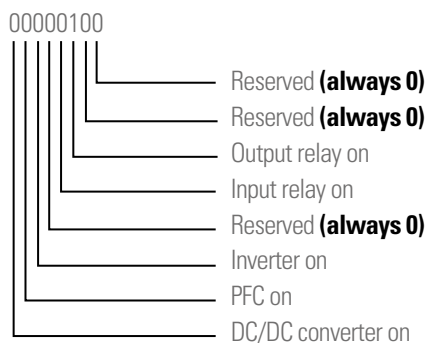 00000100
Reserved (always 0)
Reserved (always 0)
Output relay on
Input relay on
Reserved (always 0)
Inverter on
PFC on
DC/DC converter on